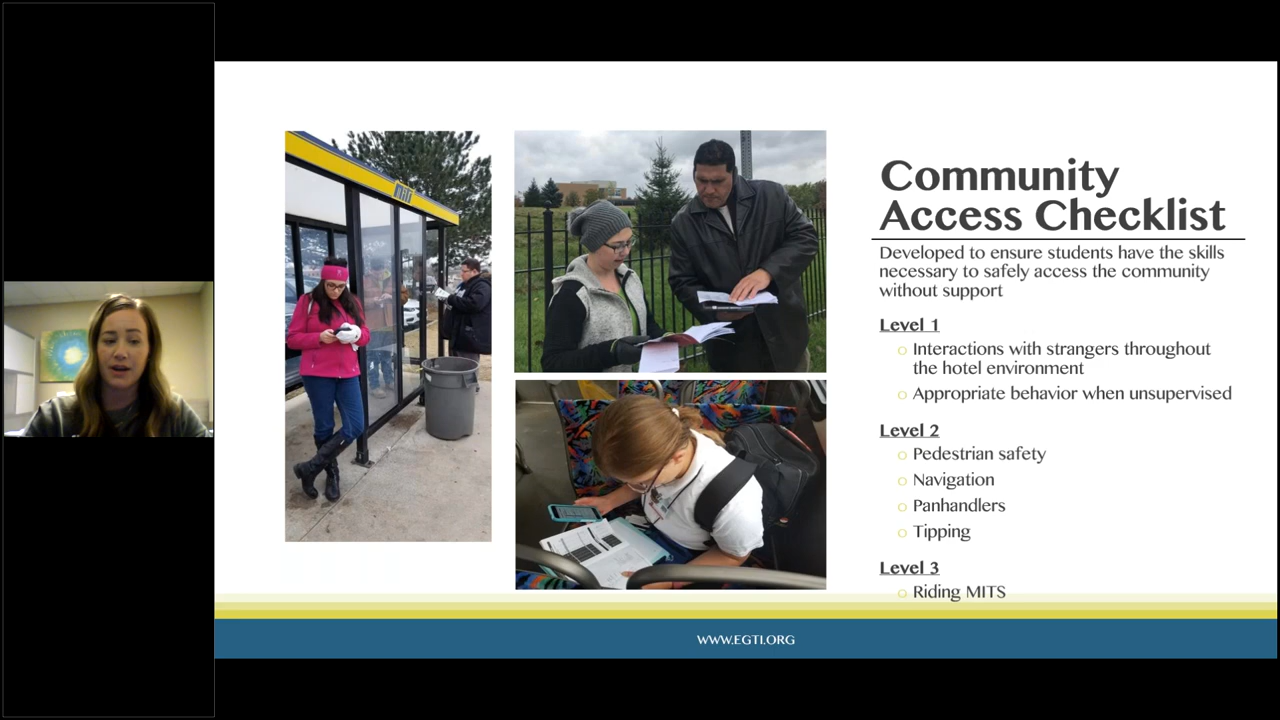 MITS
Community
Access Checklist
Developed to ensure students have the skills
necessary to safely access the community
without support
Level 1
o Interactions with strangers throughout
the hotel environment
o Appropriate behavior when unsupervised
Level 2
o Pedestrian safety
o Navigation
o Panhandlers
o Tipping
Level 3
o Riding MITS
WWW.EGTI.ORG